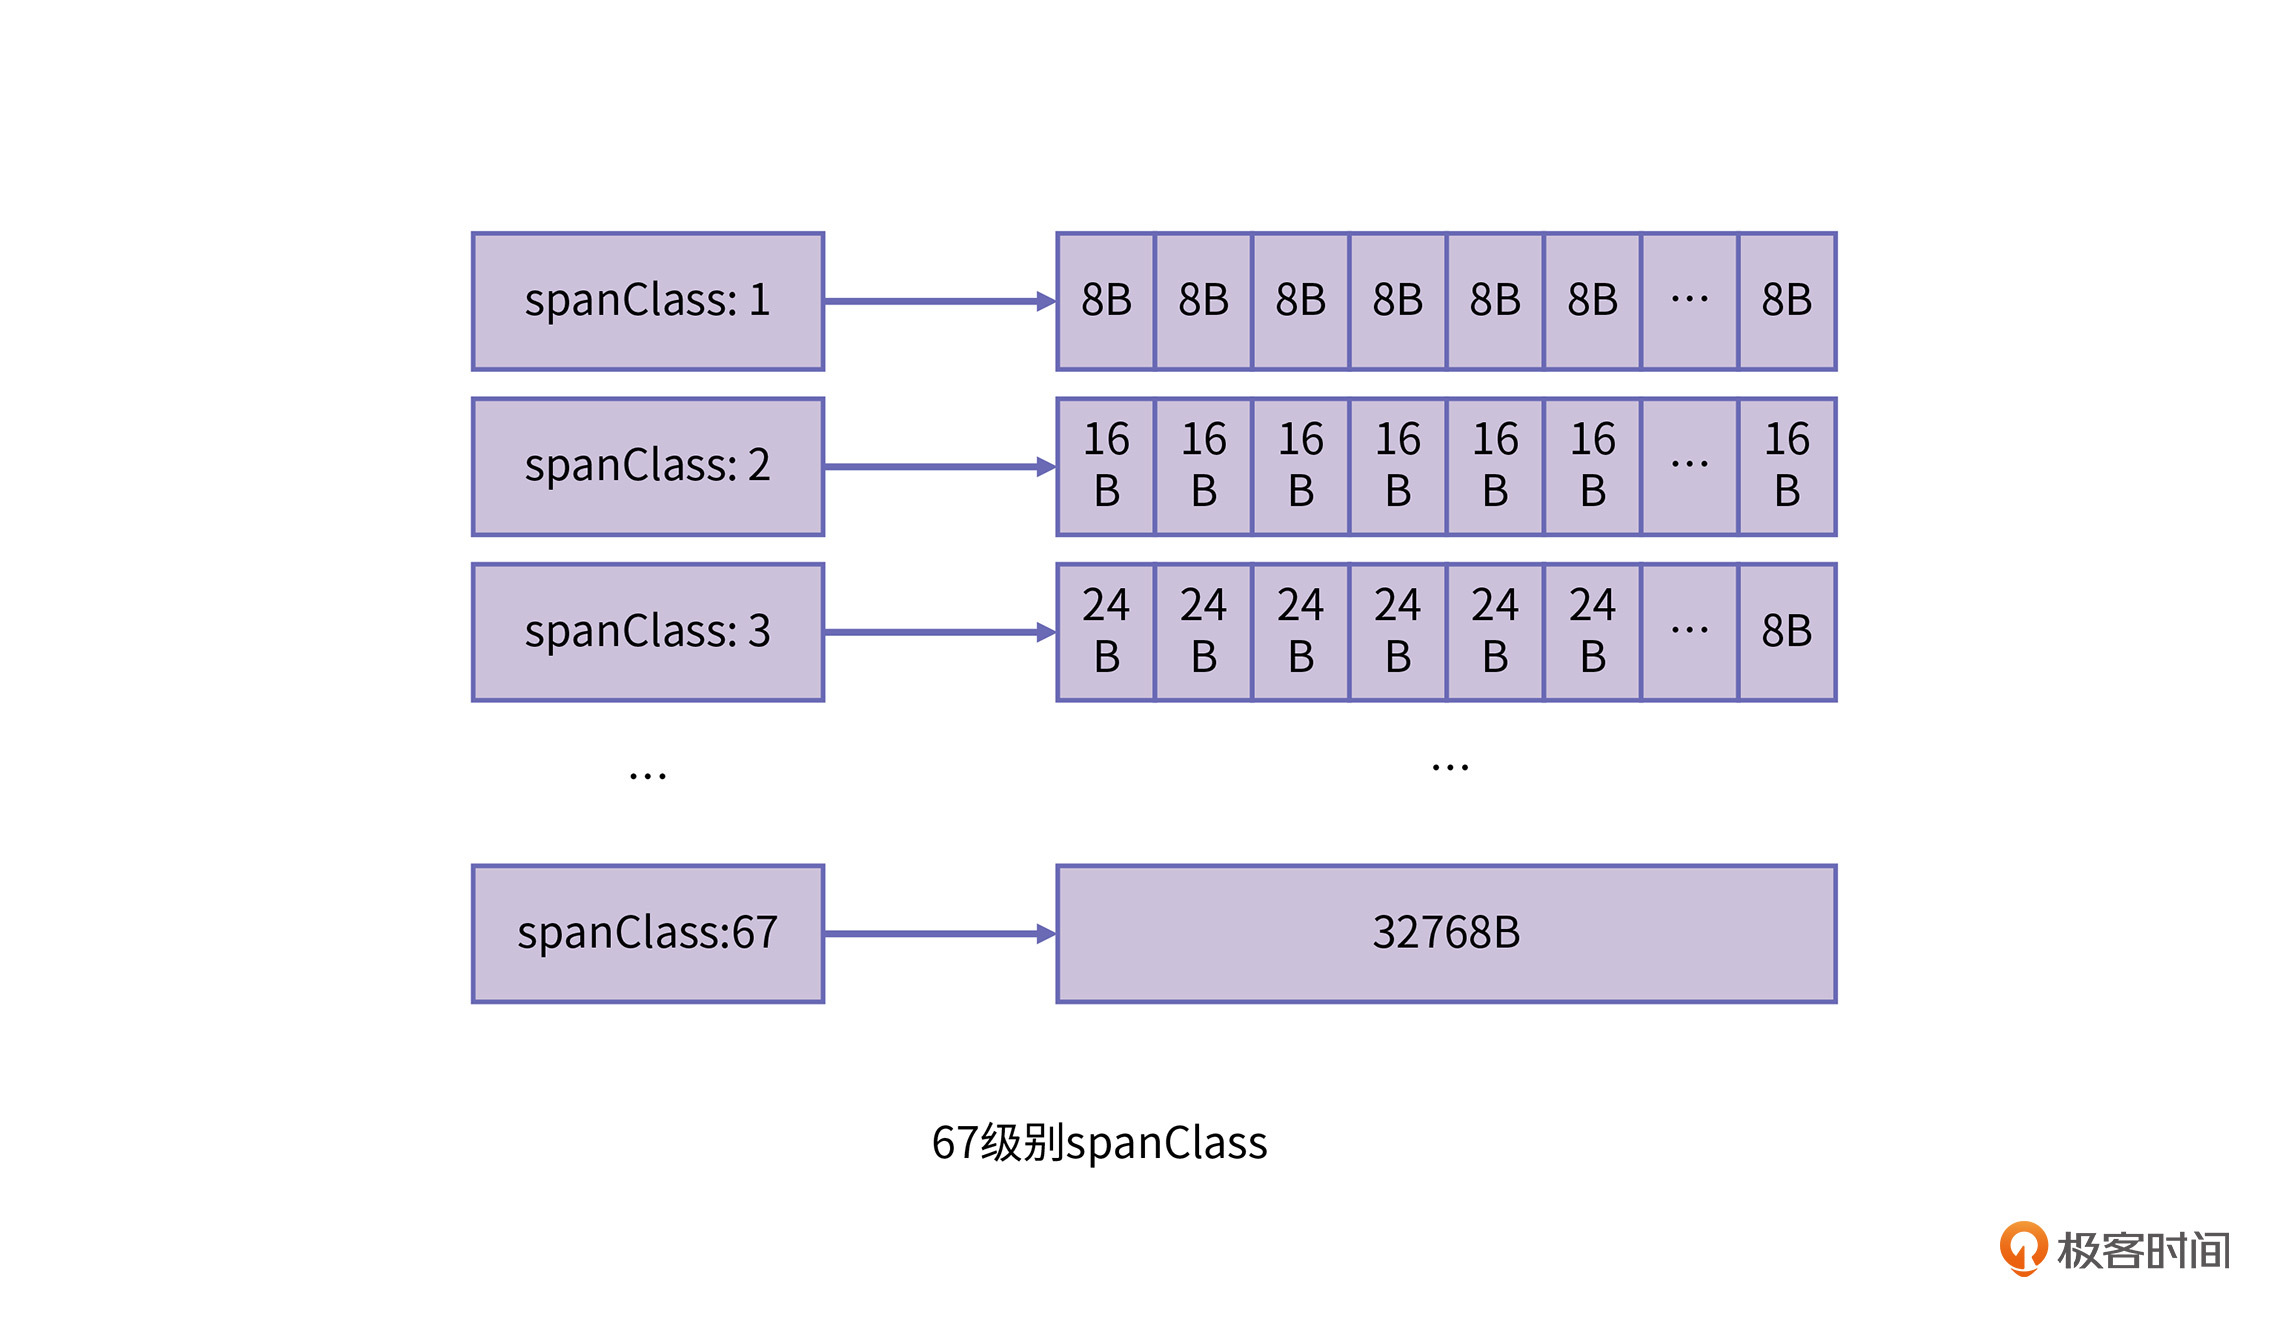 spanClass: 1
8B 8B 8B 8B 8B 8B … 8B
spanClass: 2
16 16 16 16 16 16 … 16
B B B B B B B
spanClass: 3
24 24 24 24 24 24 … 8B
B B B B B B
… …
spanClass:67
32768B
67级别spanClass
极客时间